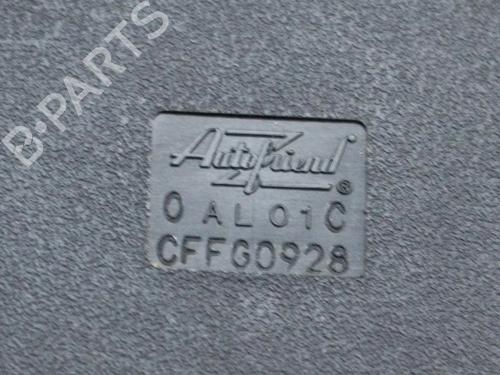 B-PARTS
Autofriend ®
0 AL 01 C
CFFG0928